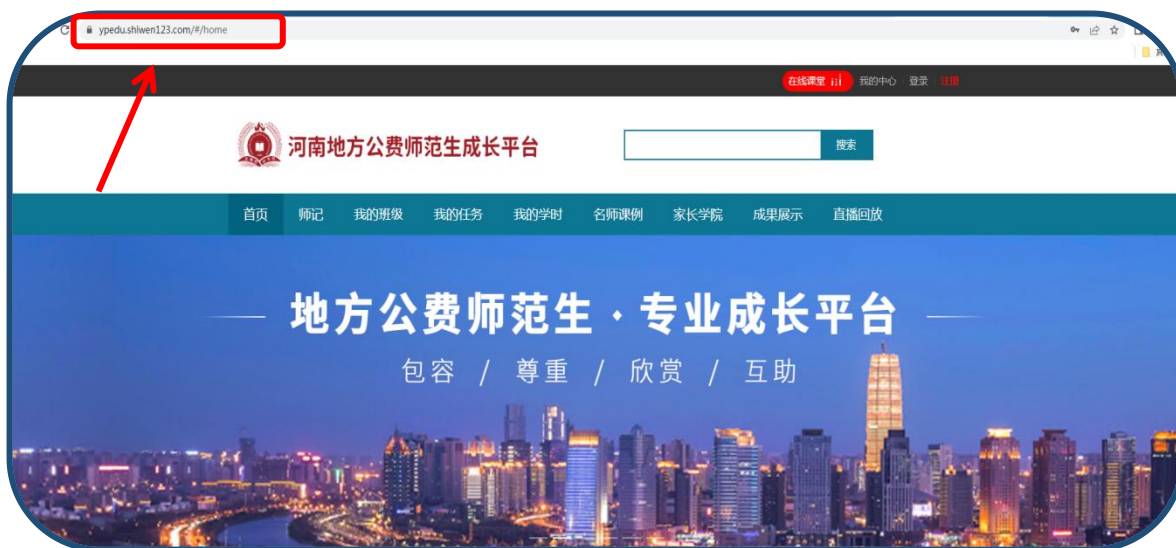 ypedu.shiwen123.com/#/home
在线课堂 我的中心 登录 注册
河南地方公费师范生成长平台
搜索
首页 师记 我的班级 我的任务 我的学时 名师课例 家长学院 成果展示 直播回放
地方公费师范生·专业成长平台
包容 / 尊重 / 欣赏 / 互助